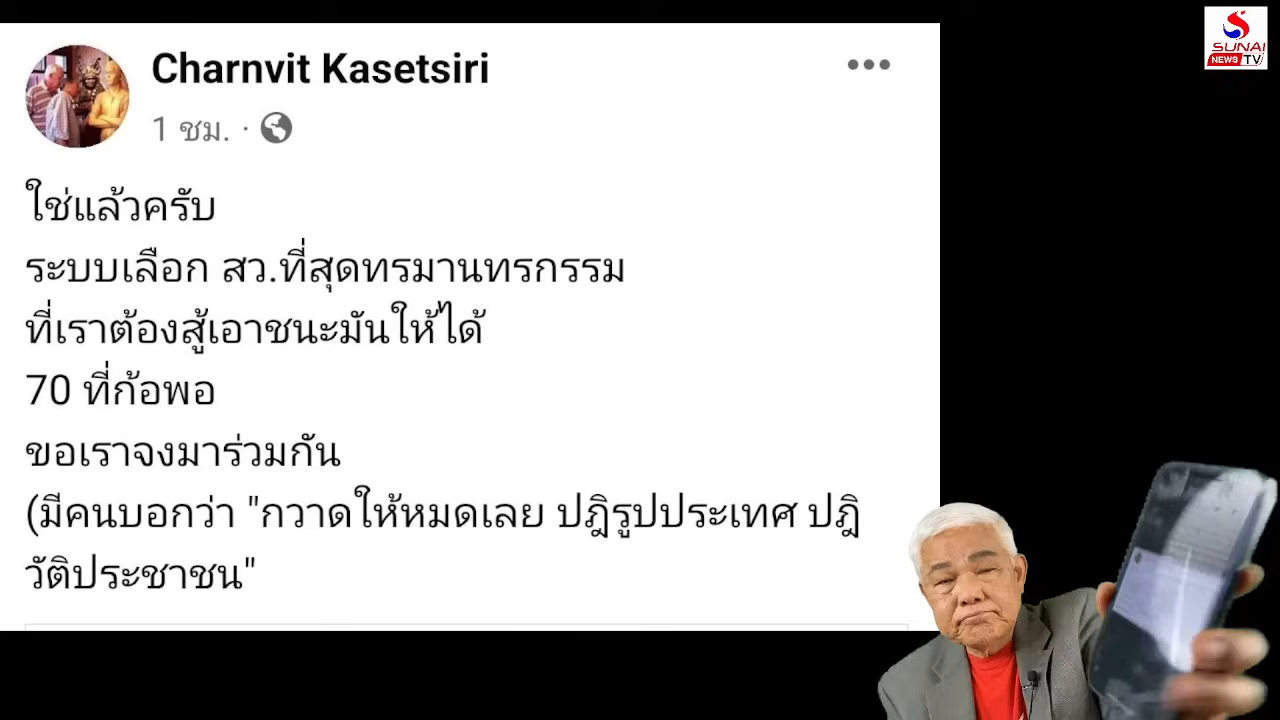 SUNAI
NEWS TV
Charnvit Kasetsiri
1 ชม. ·
ใช่แล้วครับ
ระบบเลือก สว.ที่สุดทรมานทรกรรม
ที่เราต้องสู้เอาชนะมันให้ได้
70 ที่ก้อพอ
ขอเราจงมาร่วมกัน
(มีคนบอกว่า "กวาดให้หมดเลย ปฎิรูปประเทศ ปฎิ
วัติประชาชน"